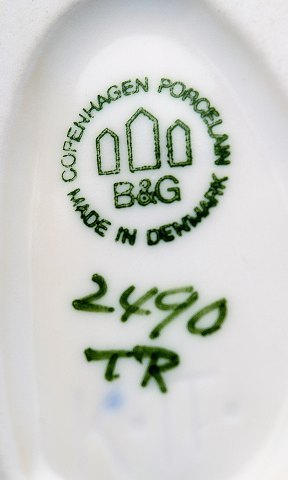 COPENHAGEN PORCELAIN
B&G
MADE IN DENMARK
2490
TR